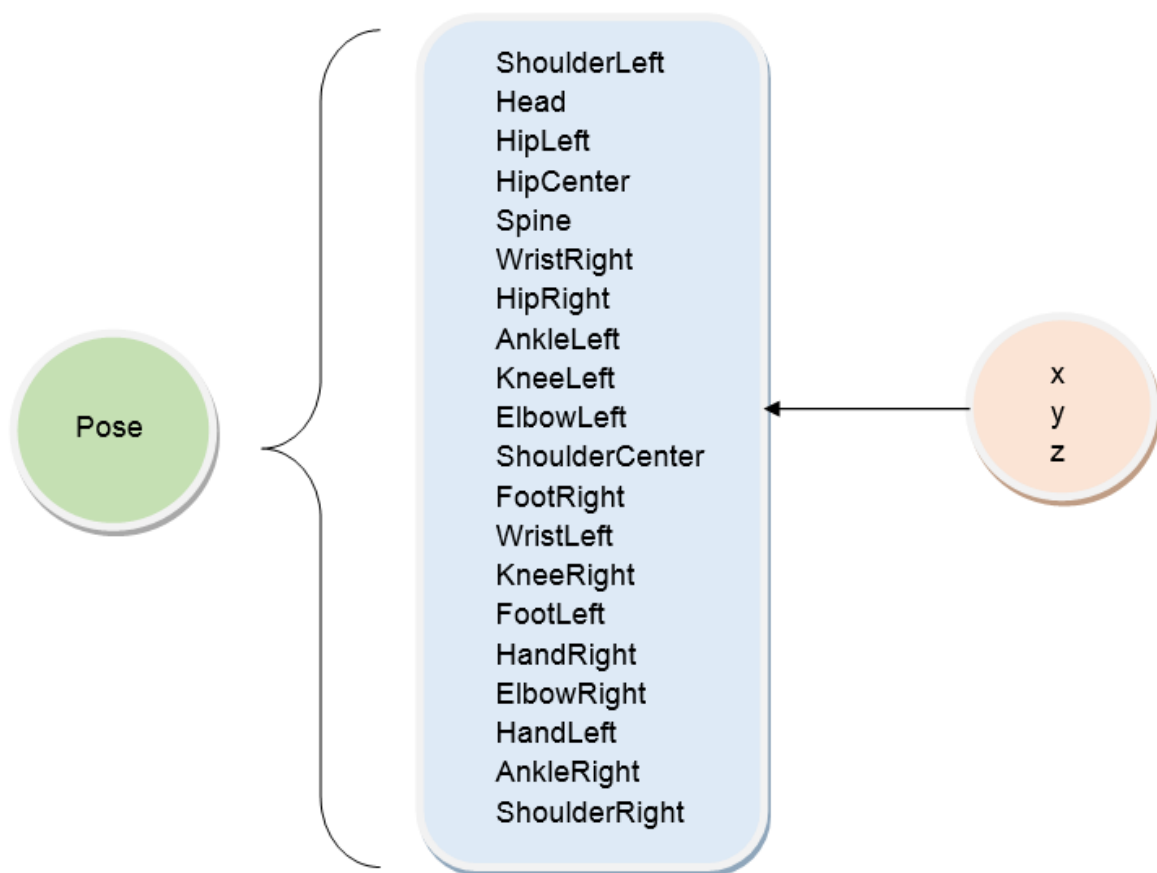 Pose
ShoulderLeft
Head
HipLeft
HipCenter
Spine
WristRight
HipRight
AnkleLeft
KneeLeft
ElbowLeft
ShoulderCenter
FootRight
WristLeft
KneeRight
FootLeft
HandRight
ElbowRight
HandLeft
AnkleRight
ShoulderRight
x
y
z